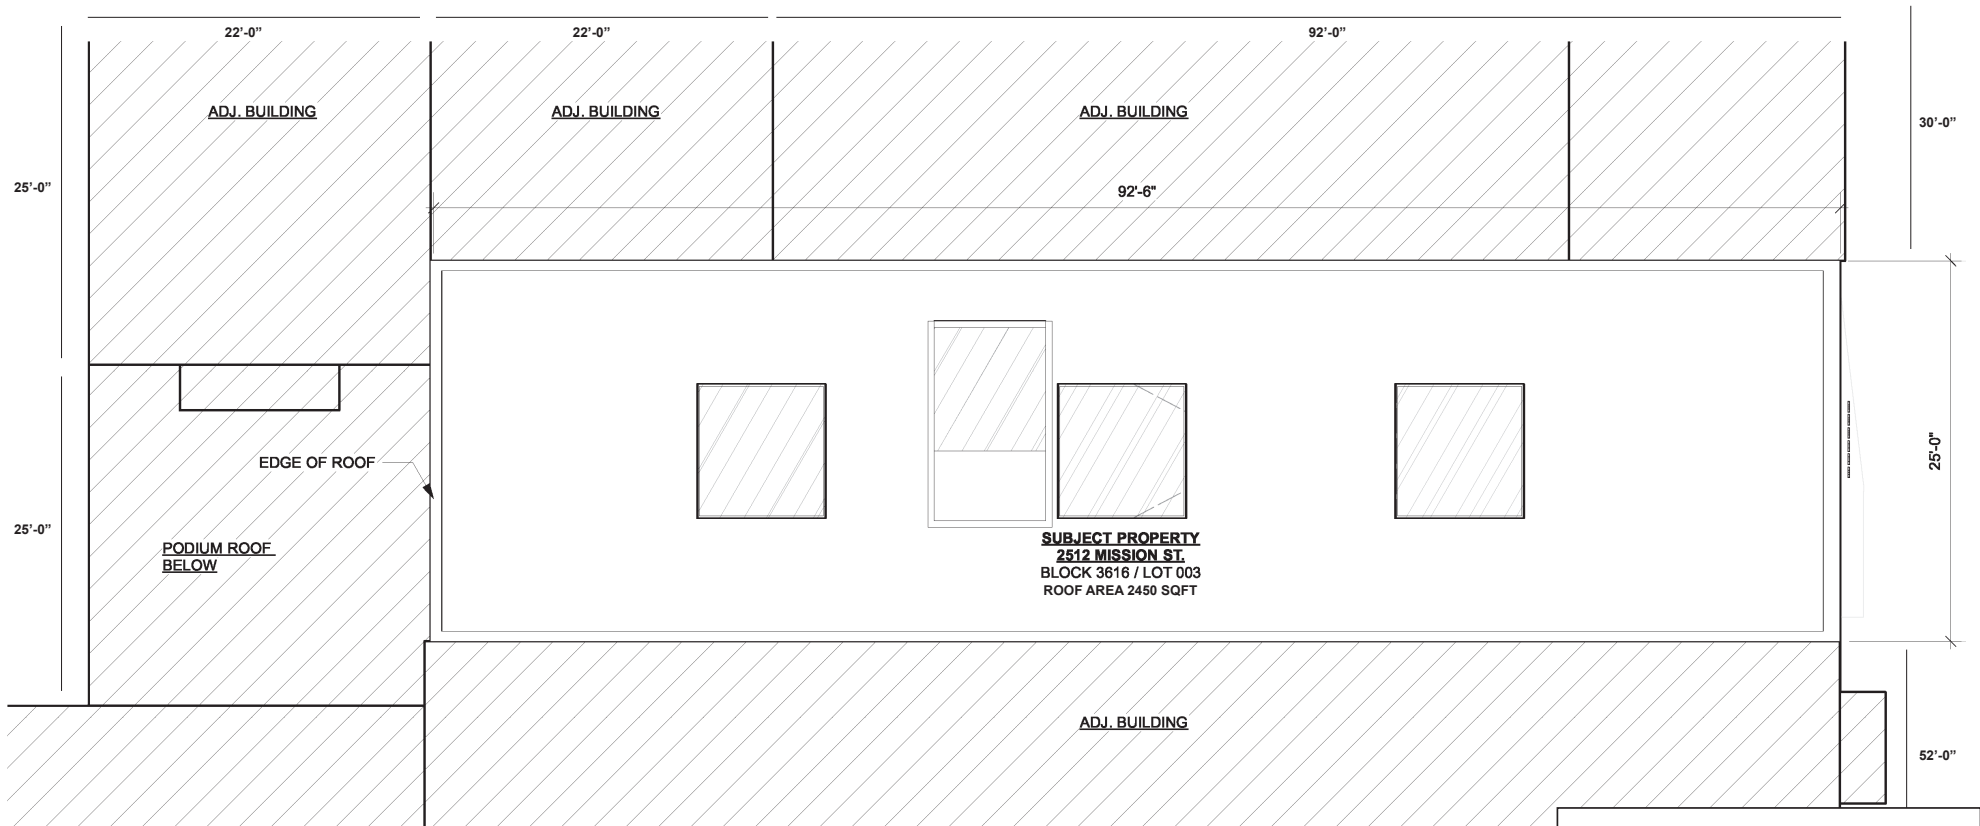 22’-0”
22’-0”
92’-0”
ADJ. BUILDING
ADJ. BUILDING
ADJ. BUILDING
30’-0”
25’-0”
92'-6"
EDGE OF ROOF
25'-0"
25’-0”
PODIUM ROOF
BELOW
SUBJECT PROPERTY
2512 MISSION ST.
BLOCK 3616 / LOT 003
ROOF AREA 2450 SQFT
ADJ. BUILDING
52’-0”